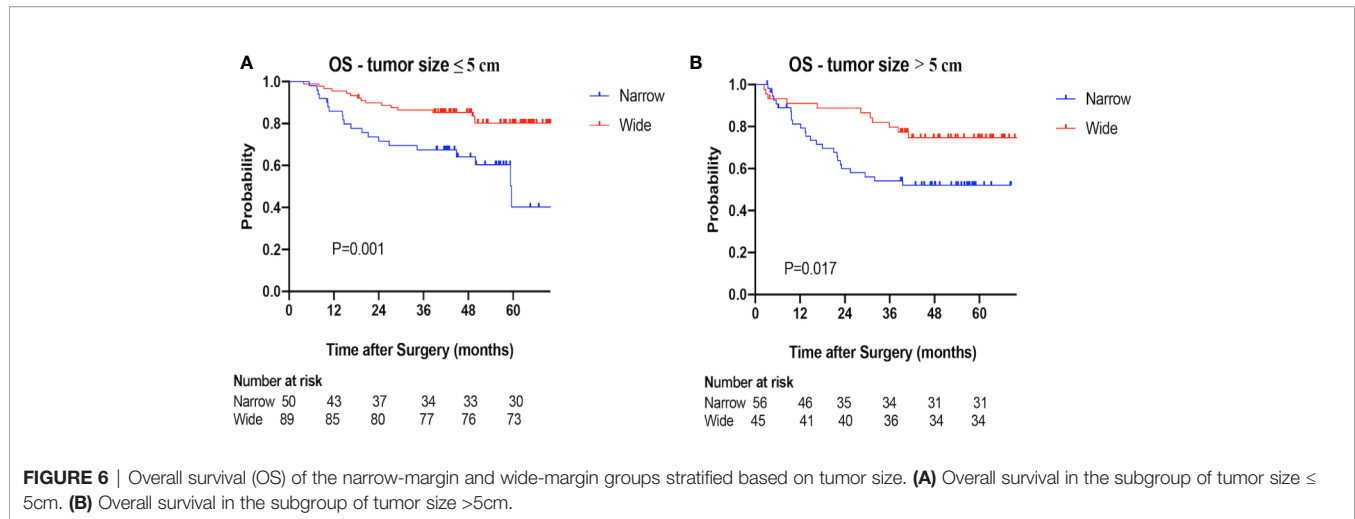 A
OS - tumor size ≤ 5 cm
1.0
0.8
0.6
0.4
0.2
0.0
Probability
P=0.001
Narrow
Wide
0 12 24 36 48 60
Time after Surgery (months)
Number at risk
Narrow 50 43 37 34 33 30
Wide 89 85 80 77 76 73
B
OS - tumor size > 5 cm
1.0
0.8
0.6
0.4
0.2
0.0
Probability
P=0.017
Narrow
Wide
0 12 24 36 48 60
Time after Surgery (months)
Number at risk
Narrow 56 46 35 34 31 31
Wide 45 41 40 36 34 34
FIGURE 6 | Overall survival (OS) of the narrow-margin and wide-margin groups stratified based on tumor size. (A) Overall survival in the subgroup of tumor size ≤
5cm. (B) Overall survival in the subgroup of tumor size >5cm.